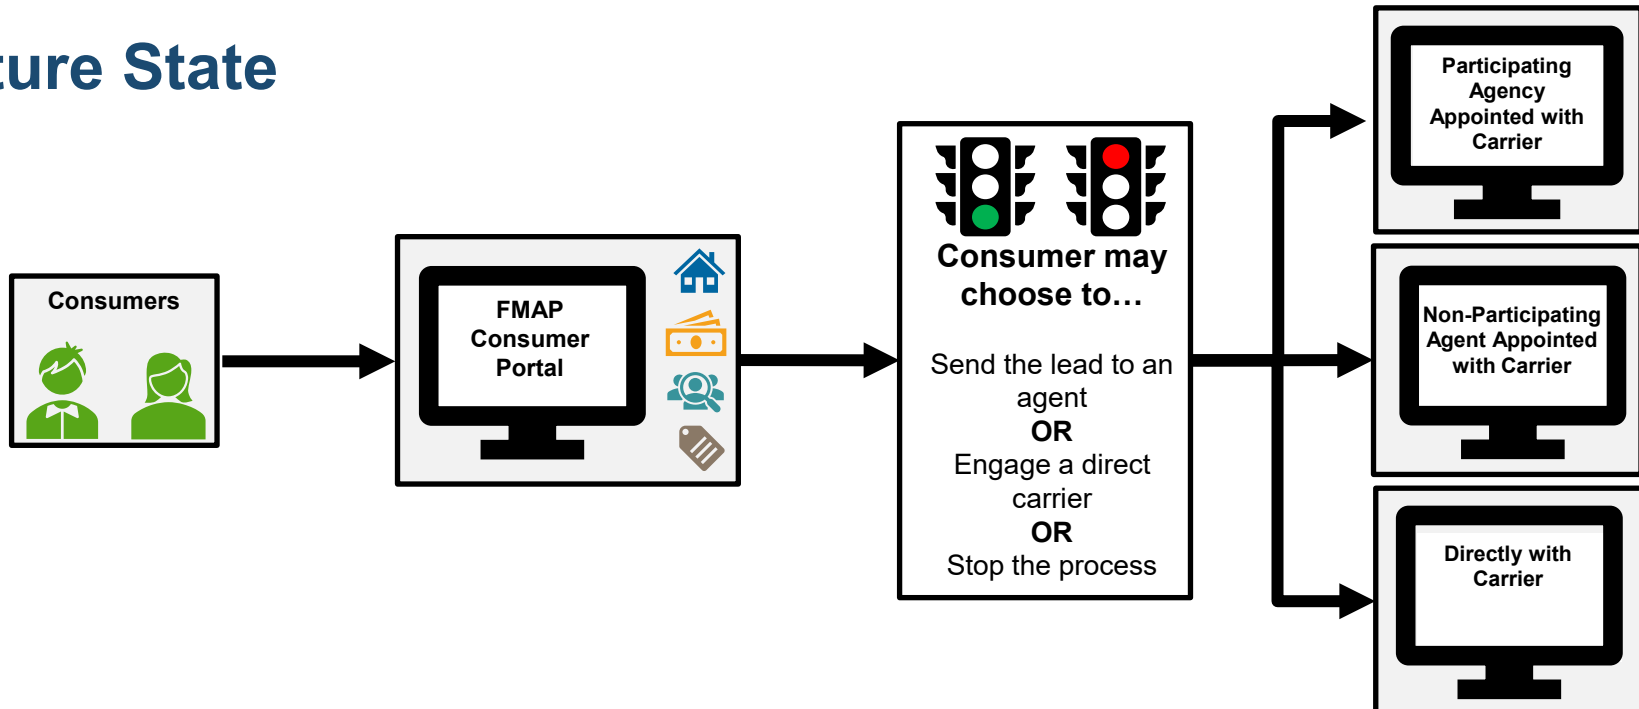 ture State
Consumers
FMAP
Consumer
Portal
Consumer may
choose to…
Send the lead to an
agent
OR
Engage a direct
carrier
OR
Stop the process
Participating
Agency
Appointed with
Carrier
Non-Participating
Agent Appointed
with Carrier
Directly with
Carrier